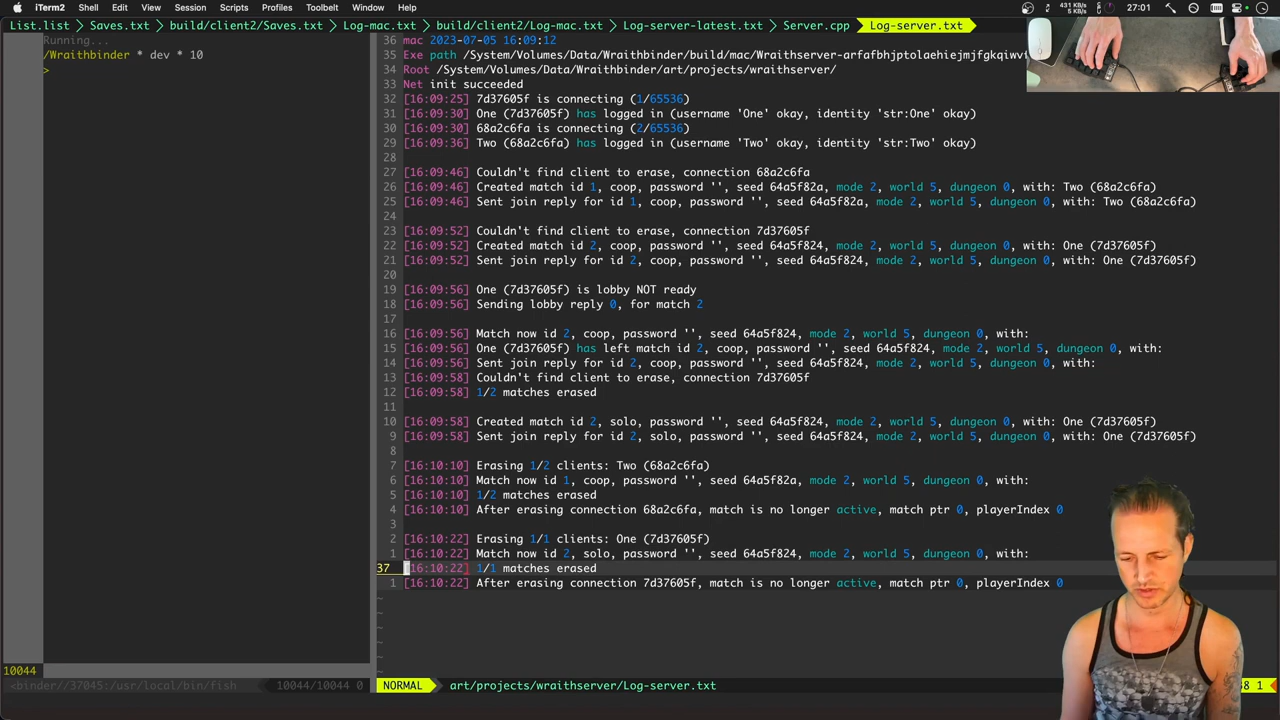 iTerm2 Shell Edit View Session Scripts Profiles Toolbelt Window Help 431 KB/s 5 KB/s 27:01
List.list > Saves.txt > build/client2/Saves.txt > Log-mac.txt > build/client2/Log-mac.txt > Log-server-latest.txt > Server.cpp > Log-server.txt
Running...
/Wraithbinder * dev * 10
>
36 mac 2023-07-05 16:09:12
35 Exe path /System/Volumes/Data/Wraithbinder/build/mac/Wraithserver-arfafbhjptolaehiejmjfgkqiwvi
34 Root /System/Volumes/Data/Wraithbinder/art/projects/wraithserver/
33 Net init succeeded
32 [16:09:25] 7d37605f is connecting (1/65536)
31 [16:09:30] One (7d37605f) has logged in (username 'One' okay, identity 'str:One' okay)
30 [16:09:30] 68a2c6fa is connecting (2/65536)
29 [16:09:36] Two (68a2c6fa) has logged in (username 'Two' okay, identity 'str:Two' okay)
28
27 [16:09:46] Couldn't find client to erase, connection 68a2c6fa
26 [16:09:46] Created match id 1, coop, password '', seed 64a5f82a, mode 2, world 5, dungeon 0, with: Two (68a2c6fa)
25 [16:09:46] Sent join reply for id 1, coop, password '', seed 64a5f82a, mode 2, world 5, dungeon 0, with: Two (68a2c6fa)
24
23 [16:09:52] Couldn't find client to erase, connection 7d37605f
22 [16:09:52] Created match id 2, coop, password '', seed 64a5f824, mode 2, world 5, dungeon 0, with: One (7d37605f)
21 [16:09:52] Sent join reply for id 2, coop, password '', seed 64a5f824, mode 2, world 5, dungeon 0, with: One (7d37605f)
20
19 [16:09:56] One (7d37605f) is lobby NOT ready
18 [16:09:56] Sending lobby reply 0, for match 2
17
16 [16:09:56] Match now id 2, coop, password '', seed 64a5f824, mode 2, world 5, dungeon 0, with:
15 [16:09:56] One (7d37605f) has left match id 2, coop, password '', seed 64a5f824, mode 2, world 5, dungeon 0, with:
14 [16:09:56] Sent join reply for id 2, coop, password '', seed 64a5f824, mode 2, world 5, dungeon 0, with:
13 [16:09:58] Couldn't find client to erase, connection 7d37605f
12 [16:09:58] 1/2 matches erased
11
10 [16:09:58] Created match id 2, solo, password '', seed 64a5f824, mode 2, world 5, dungeon 0, with: One (7d37605f)
9 [16:09:58] Sent join reply for id 2, solo, password '', seed 64a5f824, mode 2, world 5, dungeon 0, with: One (7d37605f)
8
7 [16:10:10] Erasing 1/2 clients: Two (68a2c6fa)
6 [16:10:10] Match now id 1, coop, password '', seed 64a5f82a, mode 2, world 5, dungeon 0, with:
5 [16:10:10] 1/2 matches erased
4 [16:10:10] After erasing connection 68a2c6fa, match is no longer active, match ptr 0, playerIndex 0
3
2 [16:10:22] Erasing 1/1 clients: One (7d37605f)
1 [16:10:22] Match now id 2, solo, password '', seed 64a5f824, mode 2, world 5, dungeon 0, with:
37 [16:10:22] 1/1 matches erased
1 [16:10:22] After erasing connection 7d37605f, match is no longer active, match ptr 0, playerIndex 0
~
~
~
~
~
10044
<binder//37045:/usr/local/bin/fish 10044/10044 0 NORMAL art/projects/wraithserver/Log-server.txt 38 1